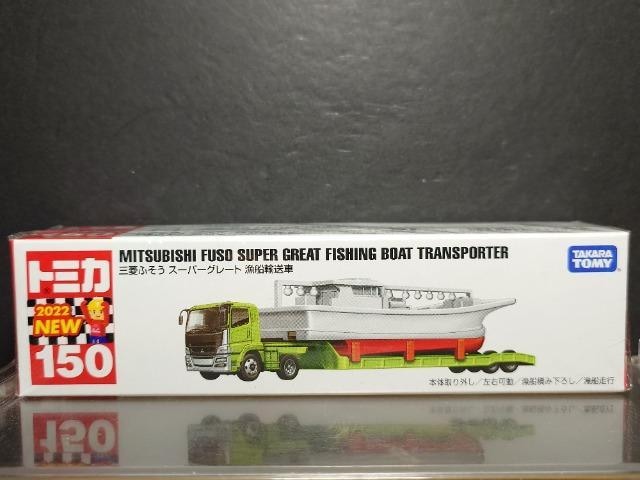 トミカ
2022
NEW
150
MITSUBISHI FUSO SUPER GREAT FISHING BOAT TRANSPORTER
三菱ふそう スーパーグレート 漁船輸送車
TAKARA
TOMY
本体取り外し/左右可動/漁船積み下ろし/漁船走行